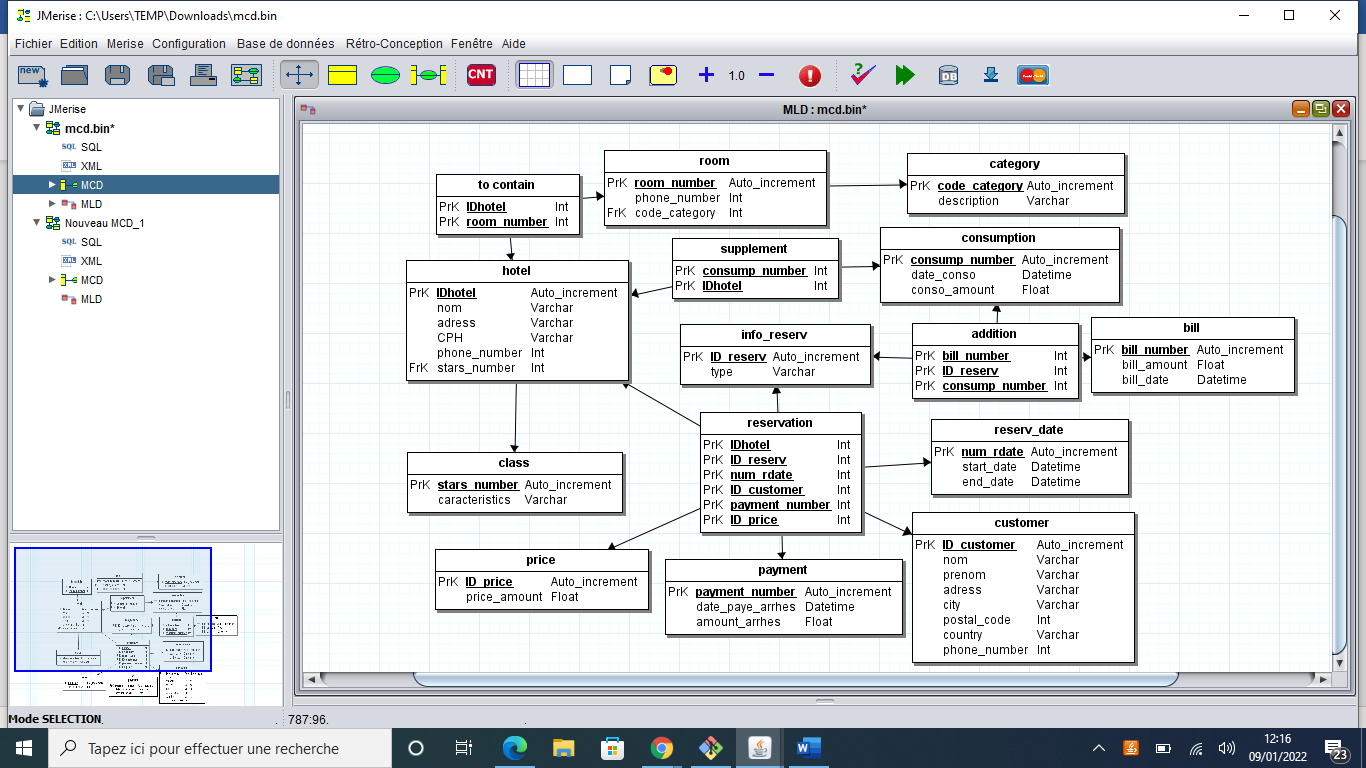 JMerise : C:\Users\TEMP\Downloads\mcd.bin
Fichier Edition Merise Configuration Base de données Rétro-Conception Fenêtre Aide
new CNT 1.0 DB
JMerise
mcd.bin*
SQL
XML
MCD
MLD
Nouveau MCD_1
SQL
XML
MCD
MLD
MLD : mcd.bin*
to contain
PrK IDhotel Int
PrK room_number Int
room
PrK room_number Auto_increment
phone_number Int
FrK code_category Int
category
PrK code_category Auto_increment
description Varchar
hotel
PrK IDhotel Auto_increment
nom Varchar
adress Varchar
CPH Varchar
phone_number Int
FrK stars_number Int
supplement
PrK consump_number Int
PrK IDhotel Int
consumption
PrK consump_number Auto_increment
date_conso Datetime
conso_amount Float
info_reserv
PrK ID_reserv Auto_increment
type Varchar
addition
PrK bill_number Int
PrK ID_reserv Int
PrK consump_number Int
bill
PrK bill_number Auto_increment
bill_amount Float
bill_date Datetime
class
PrK stars_number Auto_increment
caracteristics Varchar
reservation
PrK IDhotel Int
PrK ID_reserv Int
PrK num_rdate Int
PrK ID_customer Int
PrK payment_number Int
PrK ID_price Int
reserv_date
PrK num_rdate Auto_increment
start_date Datetime
end_date Datetime
price
PrK ID_price Auto_increment
price_amount Float
payment
PrK payment_number Auto_increment
date_paye_arrhes Datetime
amount_arrhes Float
customer
PrK ID_customer Auto_increment
nom Varchar
prenom Varchar
adress Varchar
city Varchar
postal_code Int
country Varchar
phone_number Int
Mode SELECTION. . 787:96. .
Tapez ici pour effectuer une recherche
12:16
09/01/2022
23